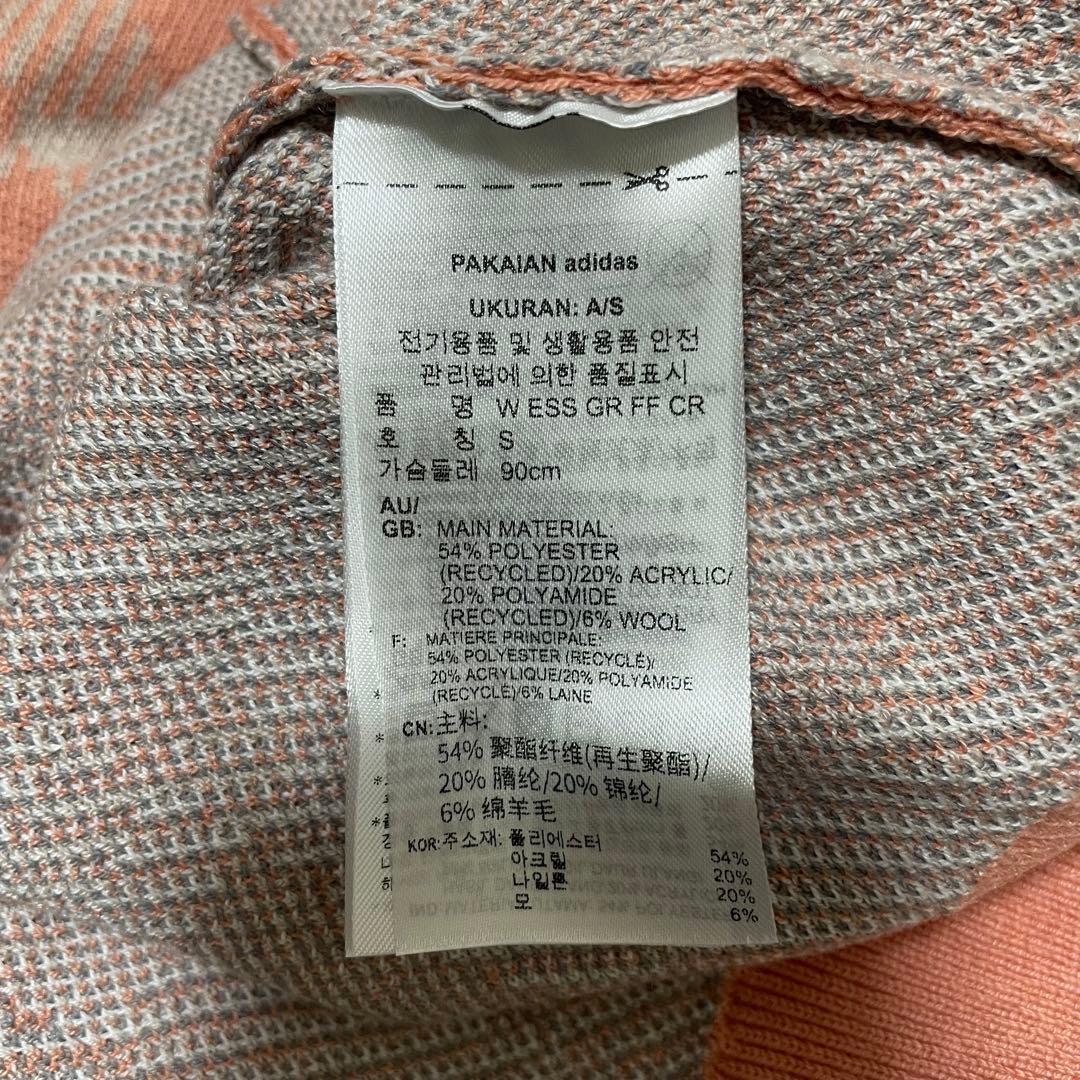 PAKAIAN adidas
UKURAN: A/S
전기용품 및 생활용품 안전
관리법에 의한 품질표시
품 명 W ESS GR FF CR
호 칭 S
가슴둘레 90cm
AU/
GB: MAIN MATERIAL:
54% POLYESTER
(RECYCLED)/20% ACRYLIC/
20% POLYAMIDE
(RECYCLED)/6% WOOL
F: MATIERE PRINCIPALE:
54% POLYESTER (RECYCLÉ)/
20% ACRYLIQUE/20% POLYAMIDE
(RECYCLÉ)/6% LAINE
CN:主料:
54% 聚酯纤维(再生聚酯)/
20% 腈纶/20% 锦纶/
6% 绵羊毛
KOR:주소재: 폴리에스터 54%
아크릴 20%
나일론 20%
모 6%